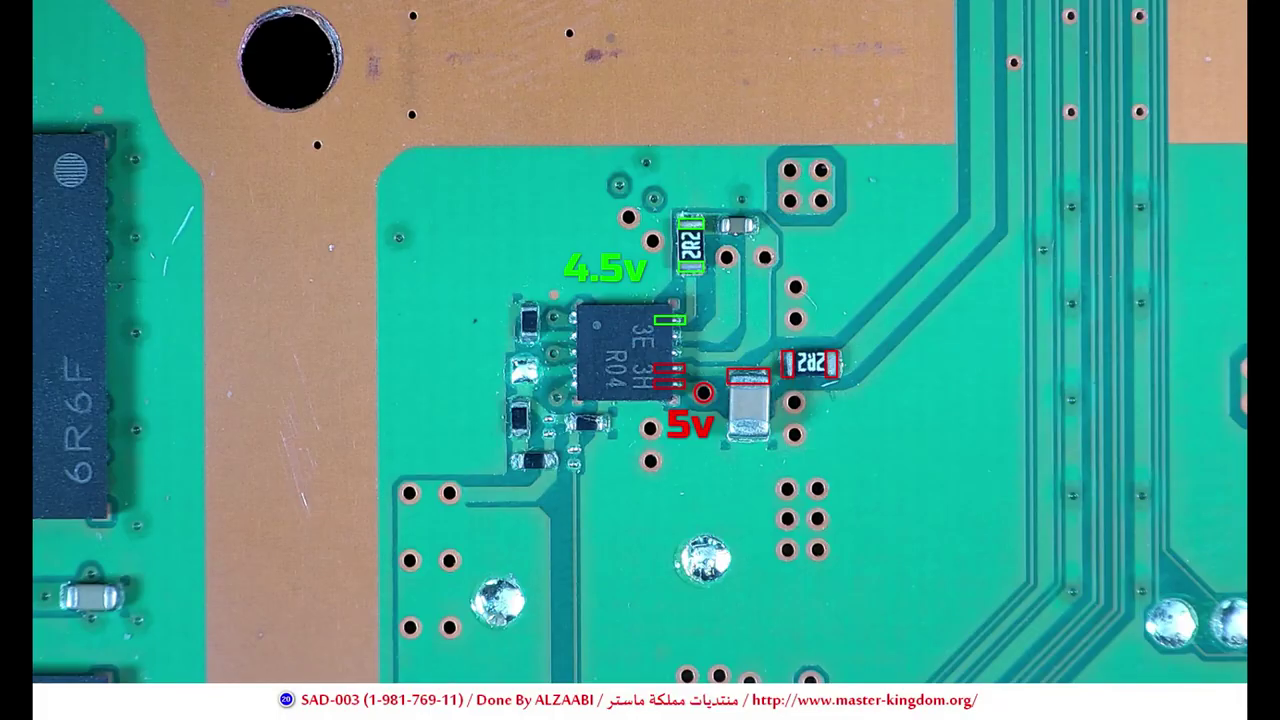 2R2
4.5v
3E 3H
R04
2R2
5v
6R6F
20 SAD-003 (1-981-769-11) / Done By ALZAABI / منتديات مملكة ماستر / http://www.master-kingdom.org/